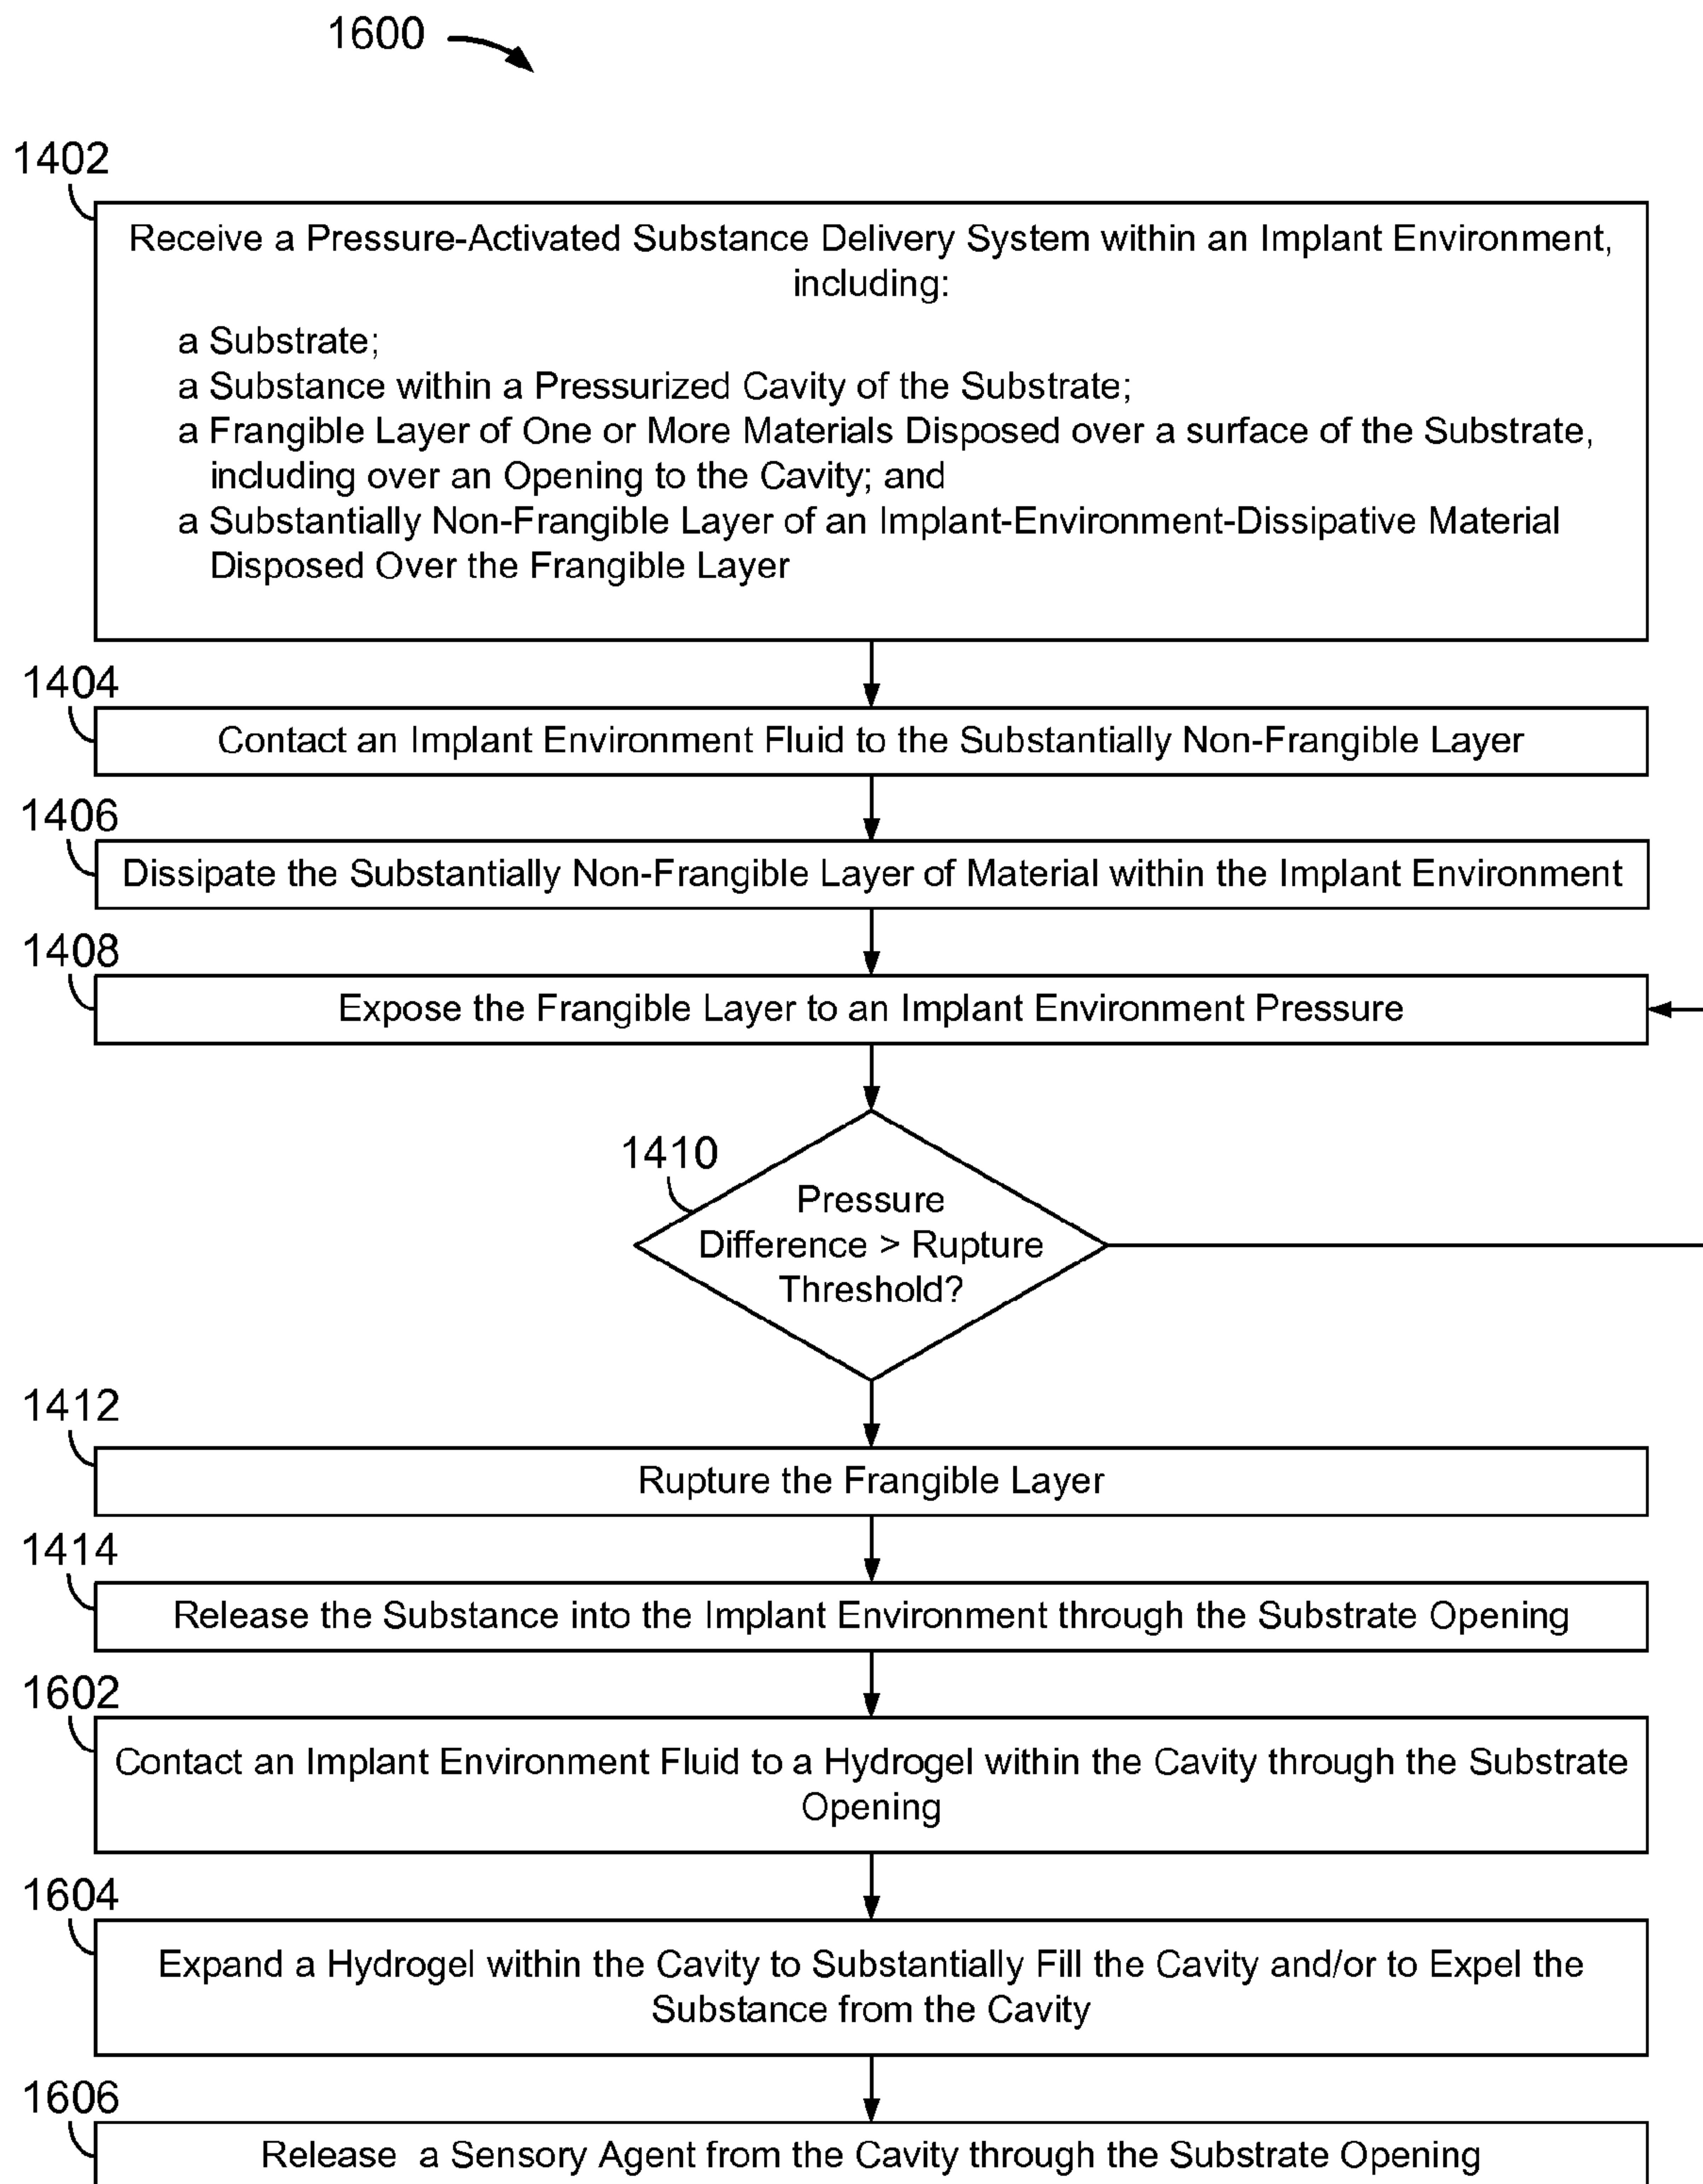 1600
1402
Receive a Pressure-Activated Substance Delivery System within an Implant Environment,
including:
a Substrate;
a Substance within a Pressurized Cavity of the Substrate;
a Frangible Layer of One or More Materials Disposed over a surface of the Substrate,
including over an Opening to the Cavity; and
a Substantially Non-Frangible Layer of an Implant-Environment-Dissipative Material
Disposed Over the Frangible Layer
1404
Contact an Implant Environment Fluid to the Substantially Non-Frangible Layer
1406
Dissipate the Substantially Non-Frangible Layer of Material within the Implant Environment
1408
Expose the Frangible Layer to an Implant Environment Pressure
1410
Pressure
Difference > Rupture
Threshold?
1412
Rupture the Frangible Layer
1414
Release the Substance into the Implant Environment through the Substrate Opening
1602
Contact an Implant Environment Fluid to a Hydrogel within the Cavity through the Substrate
Opening
1604
Expand a Hydrogel within the Cavity to Substantially Fill the Cavity and/or to Expel the
Substance from the Cavity
1606
Release a Sensory Agent from the Cavity through the Substrate Opening